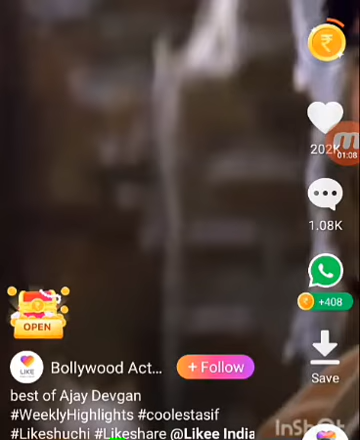 ₹
202K
01:08
1.08K
+408
OPEN
LIKE
Bollywood Act...
+ Follow
Save
best of Ajay Devgan
#WeeklyHighlights #coolestasif
#Likeshuchi #Likeshare @Likee India
InShOt